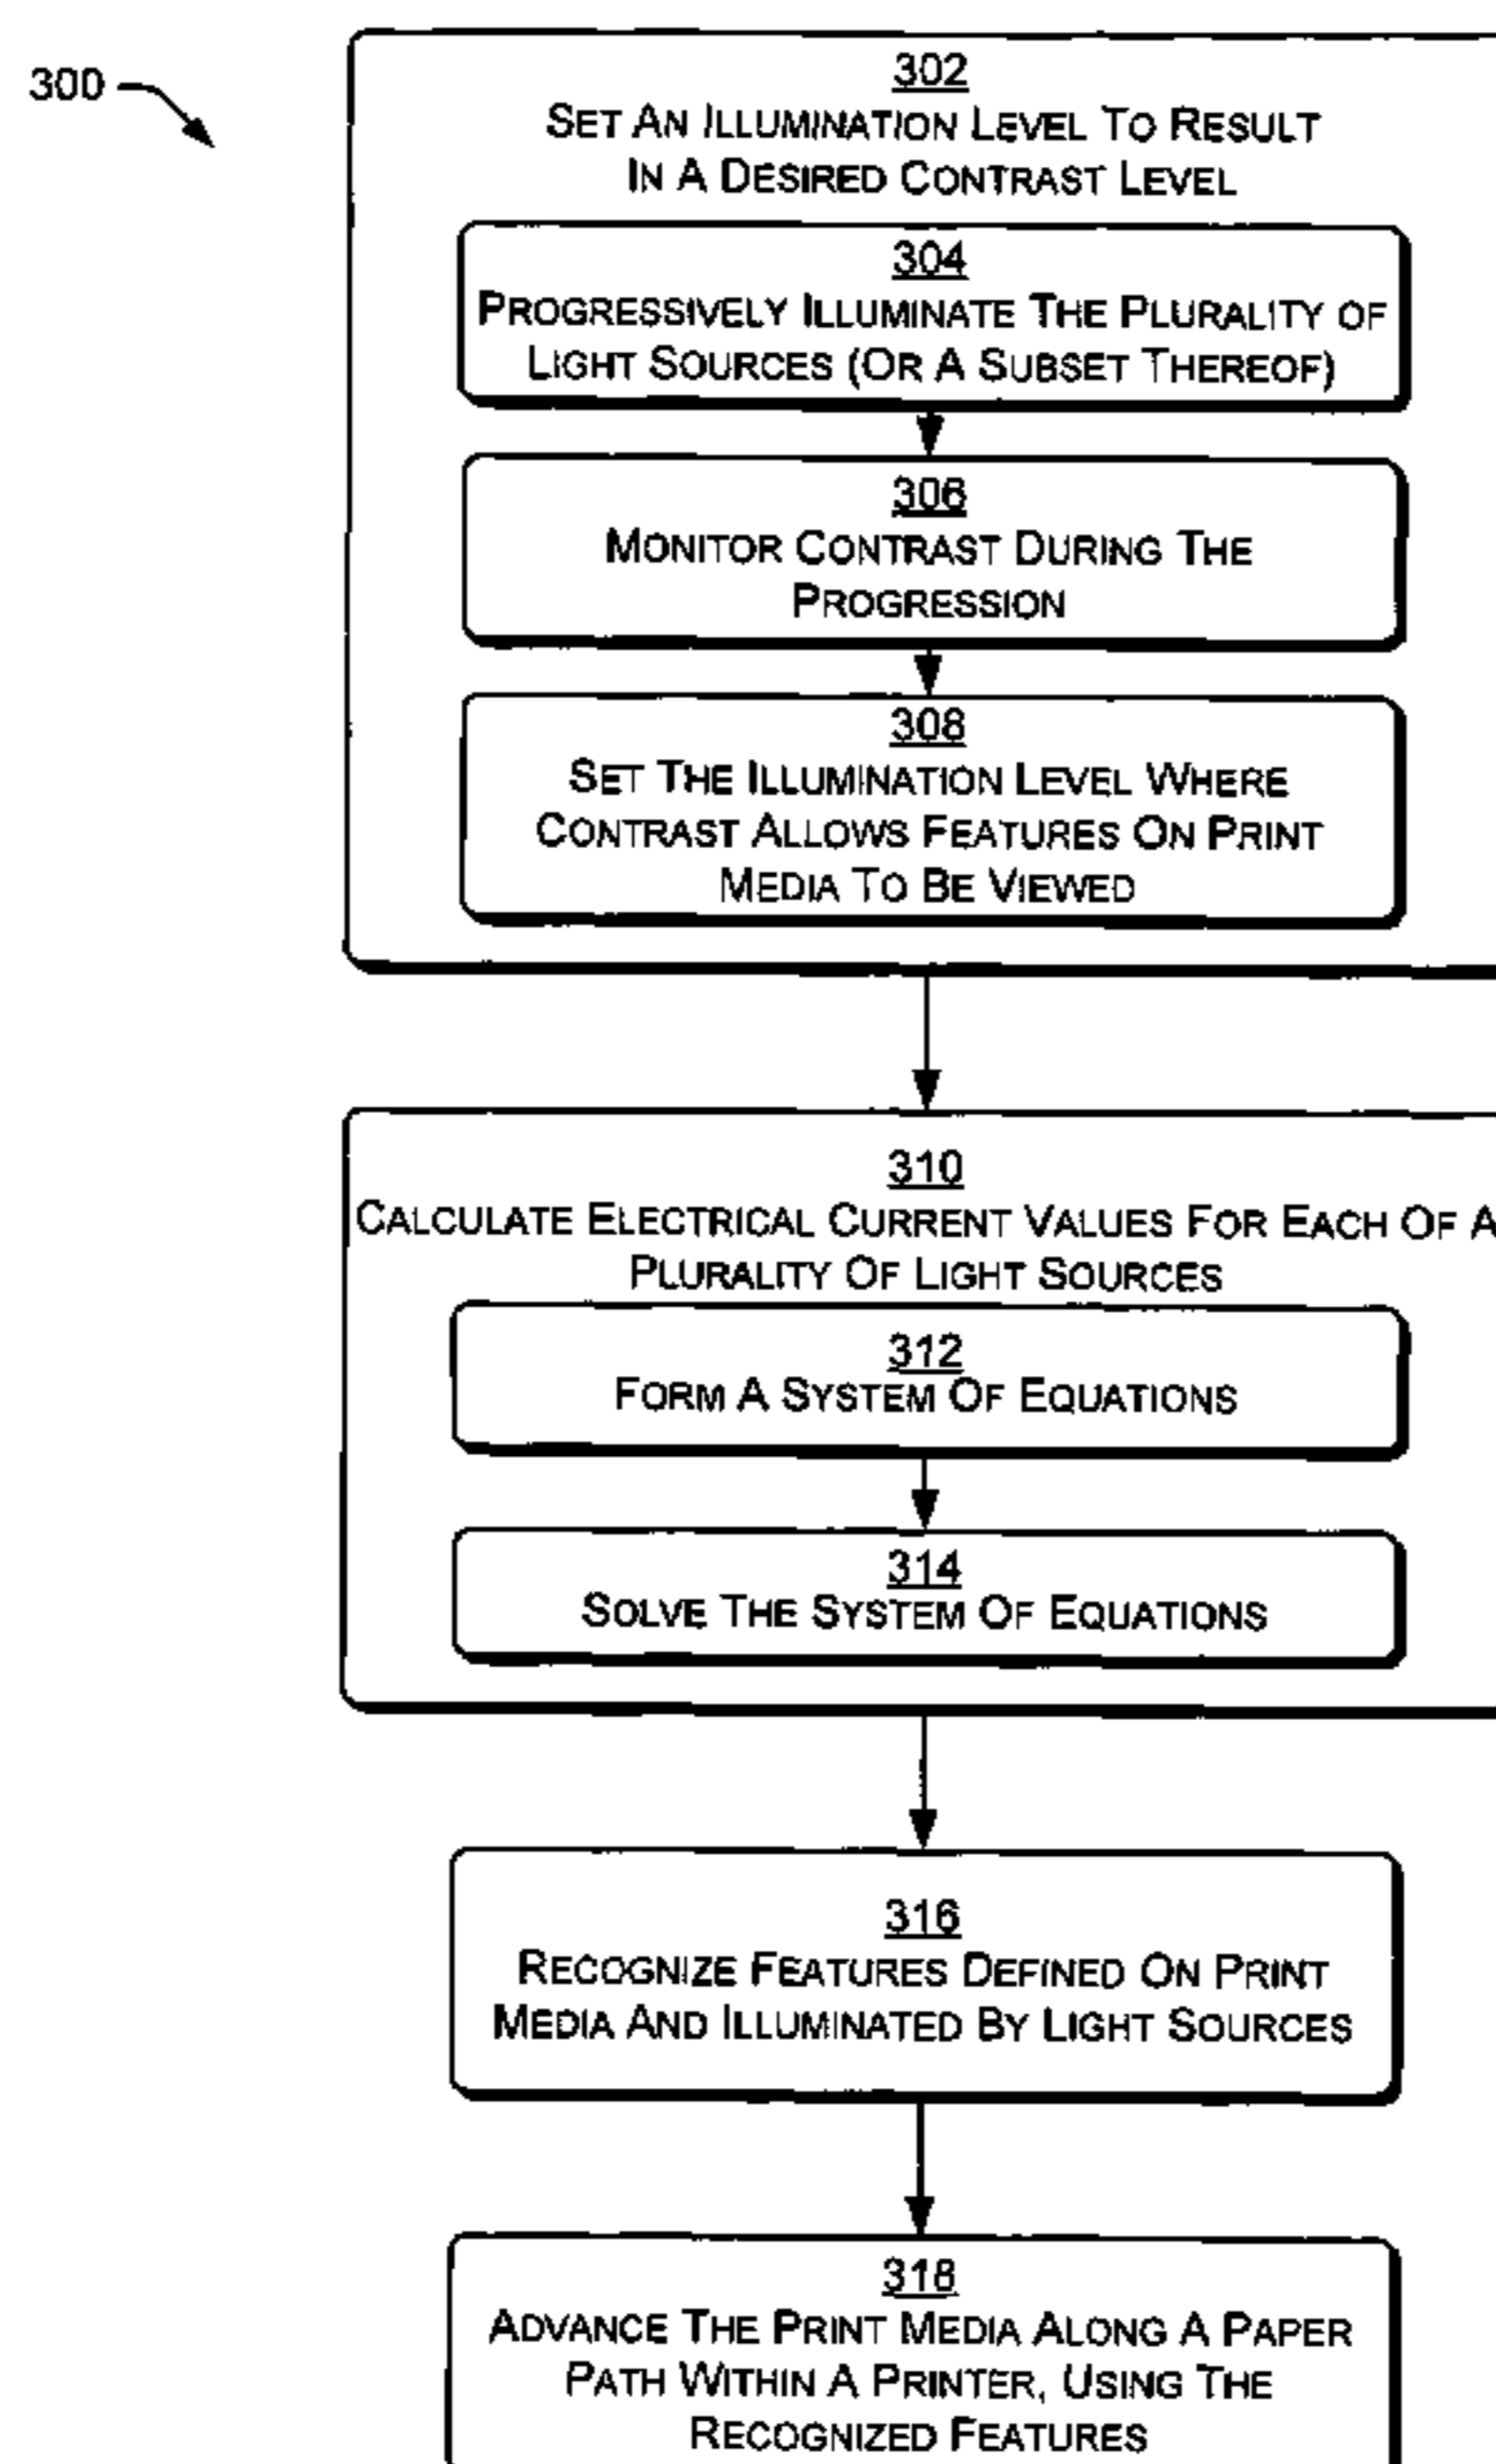 300
302
SET AN ILLUMINATION LEVEL TO RESULT
IN A DESIRED CONTRAST LEVEL
304
PROGRESSIVELY ILLUMINATE THE PLURALITY OF
LIGHT SOURCES (OR A SUBSET THEREOF)
306
MONITOR CONTRAST DURING THE
PROGRESSION
308
SET THE ILLUMINATION LEVEL WHERE
CONTRAST ALLOWS FEATURES ON PRINT
MEDIA TO BE VIEWED
310
CALCULATE ELECTRICAL CURRENT VALUES FOR EACH OF A
PLURALITY OF LIGHT SOURCES
312
FORM A SYSTEM OF EQUATIONS
314
SOLVE THE SYSTEM OF EQUATIONS
316
RECOGNIZE FEATURES DEFINED ON PRINT
MEDIA AND ILLUMINATED BY LIGHT SOURCES
318
ADVANCE THE PRINT MEDIA ALONG A PAPER
PATH WITHIN A PRINTER, USING THE
RECOGNIZED FEATURES